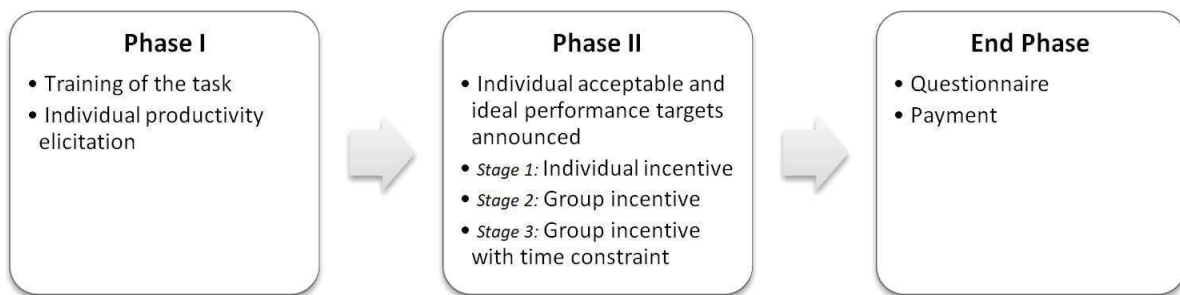 Phase I
• Training of the task
• Individual productivity
elicitation
Phase II
• Individual acceptable and
ideal performance targets
announced
• Stage 1: Individual incentive
• Stage 2: Group incentive
• Stage 3: Group incentive
with time constraint
End Phase
• Questionnaire
• Payment